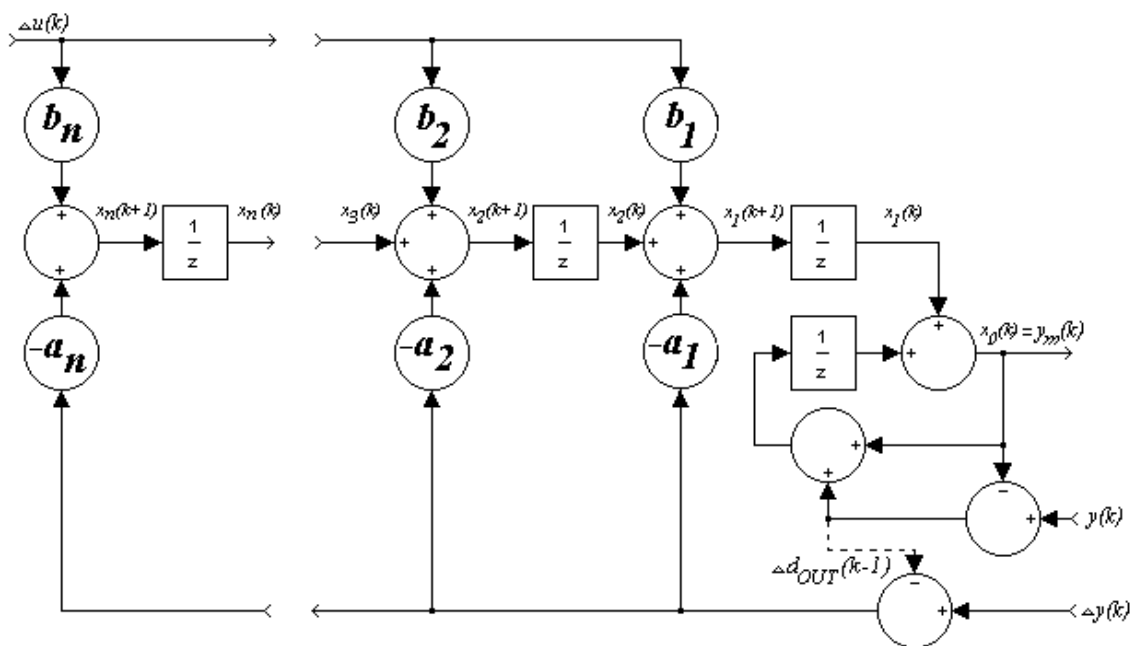 △u(k)
b_n b_2 b_1
x_n(k+1) x_n(k) x_3(k) x_2(k+1) x_2(k) x_1(k+1) x_1(k)
+ + +
1/z + 1/z + 1/z
+ + +
-a_n -a_2 -a_1 1/z + + x_0(k)=y_m(k)
+ +
− + y(k)
△d_OUT(k-1) − + △y(k)